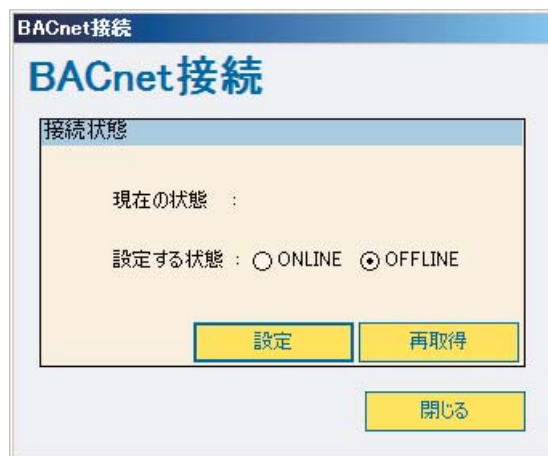 BACnet接続
BACnet接続
接続状態
現在の状態 :
設定する状態 : ONLINE OFFLINE
設定 再取得
閉じる